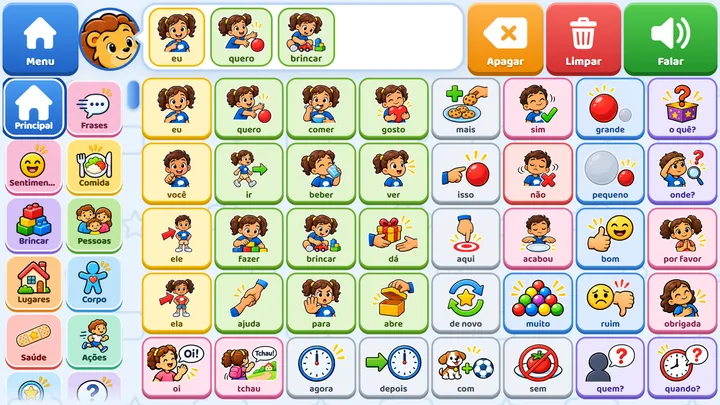 Menu
eu
quero
brincar
Apagar
Limpar
Falar
Principal
Frases
Sentimen...
Comida
Brincar
Pessoas
Lugares
Corpo
Saúde
Ações
?
eu
quero
comer
gosto
mais
sim
grande
?
o quê?
você
ir
beber
ver
isso
não
pequeno
?
onde?
ele
fazer
brincar
dá
aqui
acabou
bom
por favor
ela
ajuda
para
abre
de novo
muito
ruim
obrigada
Oi!
oi
Tchau!
tchau
agora
depois
com
sem
?
quem?
?
quando?